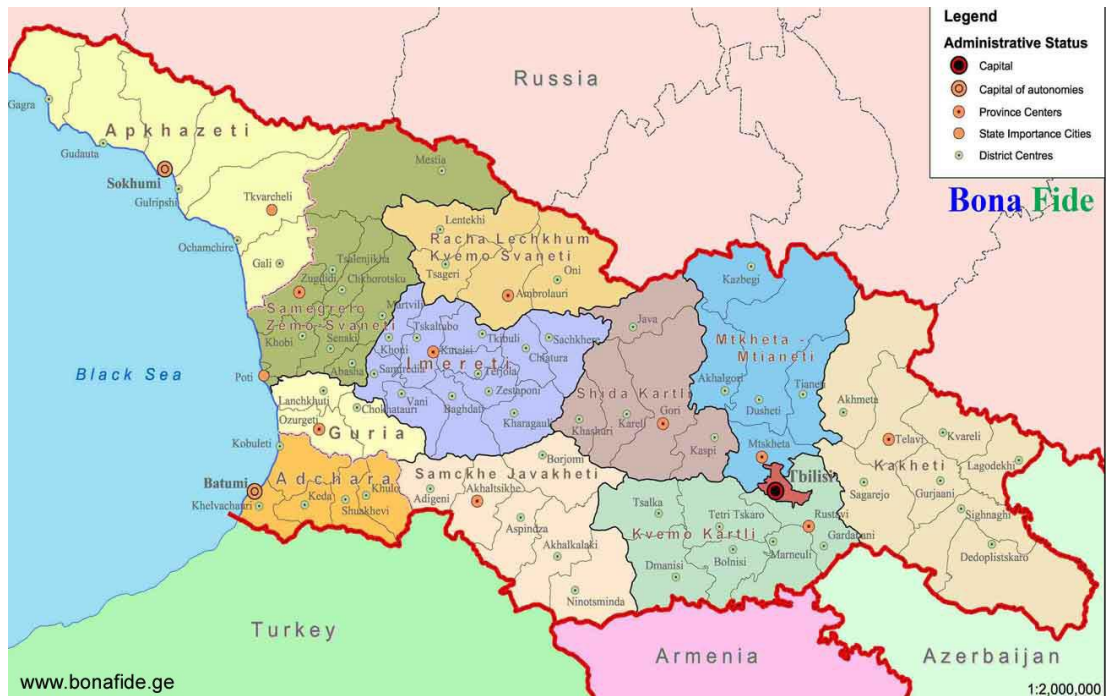 Legend
Administrative Status
Capital
Capital of autonomies
Province Centers
State Importance Cities
District Centres
Bona Fide
Russia
Gagra
Apkhazeti
Gudauta
Sokhumi
Gulripshi
Tkvarcheli
Ochamchire
Gali
Mestia
Lentekhi
Racha Lechkhum
Kvemo Svaneti
Tsageri
Oni
Ambrolauri
Tsalenjikha
Zugdidi
Chkhorotsku
Samegrelo
Zemo-Svaneti
Martvili
Khobi
Senaki
Abasha
Poti
Black Sea
Tskaltubo
Khoni
Kutaisi
Tkibuli
Sachkhere
Chiatura
Imereti
Samtredia
Terjola
Vani
Zestaponi
Baghdati
Kharagauli
Java
Shida Kartli
Khashuri
Kareli
Gori
Kaspi
Kazbegi
Mtkheta -
Mtianeti
Akhalgori
Dusheti
Tianeti
Mtskheta
Tbilisi
Akhmeta
Telavi
Kvareli
Kakheti
Lagodekhi
Sagarejo
Gurjaani
Sighnaghi
Dedoplistskaro
Lanchkhuti
Ozurgeti
Chokhatauri
Guria
Kobuleti
Batumi
Adchara
Keda
Khulo
Khelvachauri
Shuakhevi
Borjomi
Samckhe Javakheti
Adigeni
Akhaltsikhe
Aspindza
Akhalkalaki
Ninotsminda
Tsalka
Tetri Tskaro
Rustavi
Kvemo Kartli
Gardabani
Marneuli
Bolnisi
Dmanisi
Turkey
Armenia
Azerbaijan
www.bonafide.ge
1:2,000,000